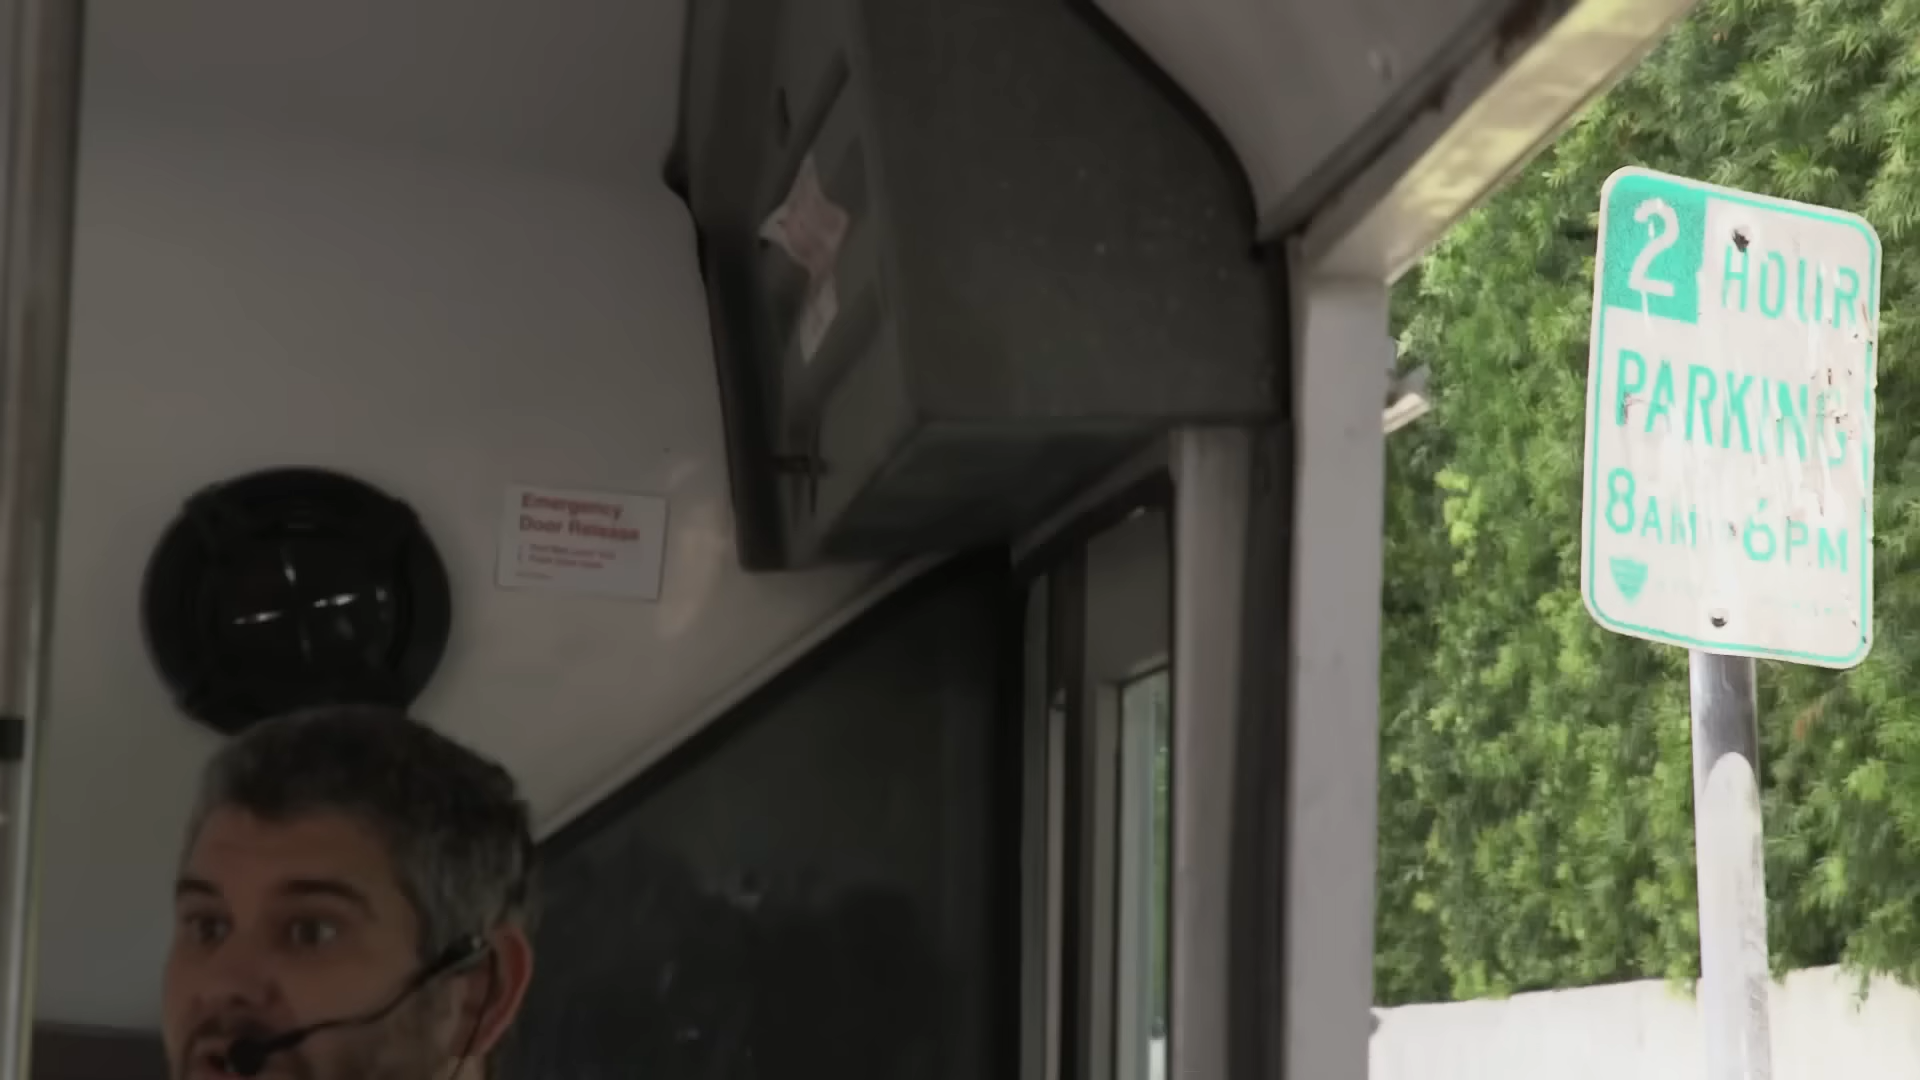 Emergency
Door Release
2 HOUR
PARKING
8AM 6PM